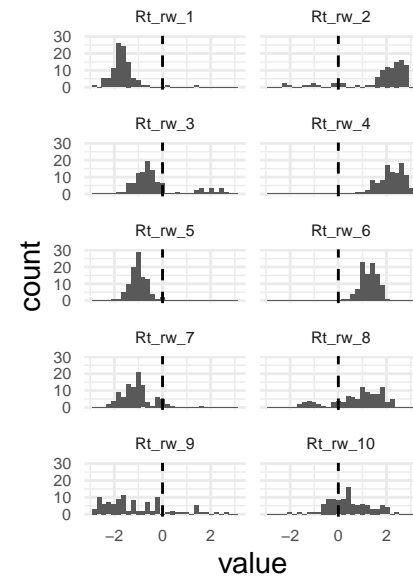 Rt_rw_1 Rt_rw_2
30
20
10
0
Rt_rw_3 Rt_rw_4
30
20
10
0
Rt_rw_5 Rt_rw_6
30
20
10
0
Rt_rw_7 Rt_rw_8
30
20
10
0
Rt_rw_9 Rt_rw_10
30
20
10
0
−2 0 2 −2 0 2
count
value